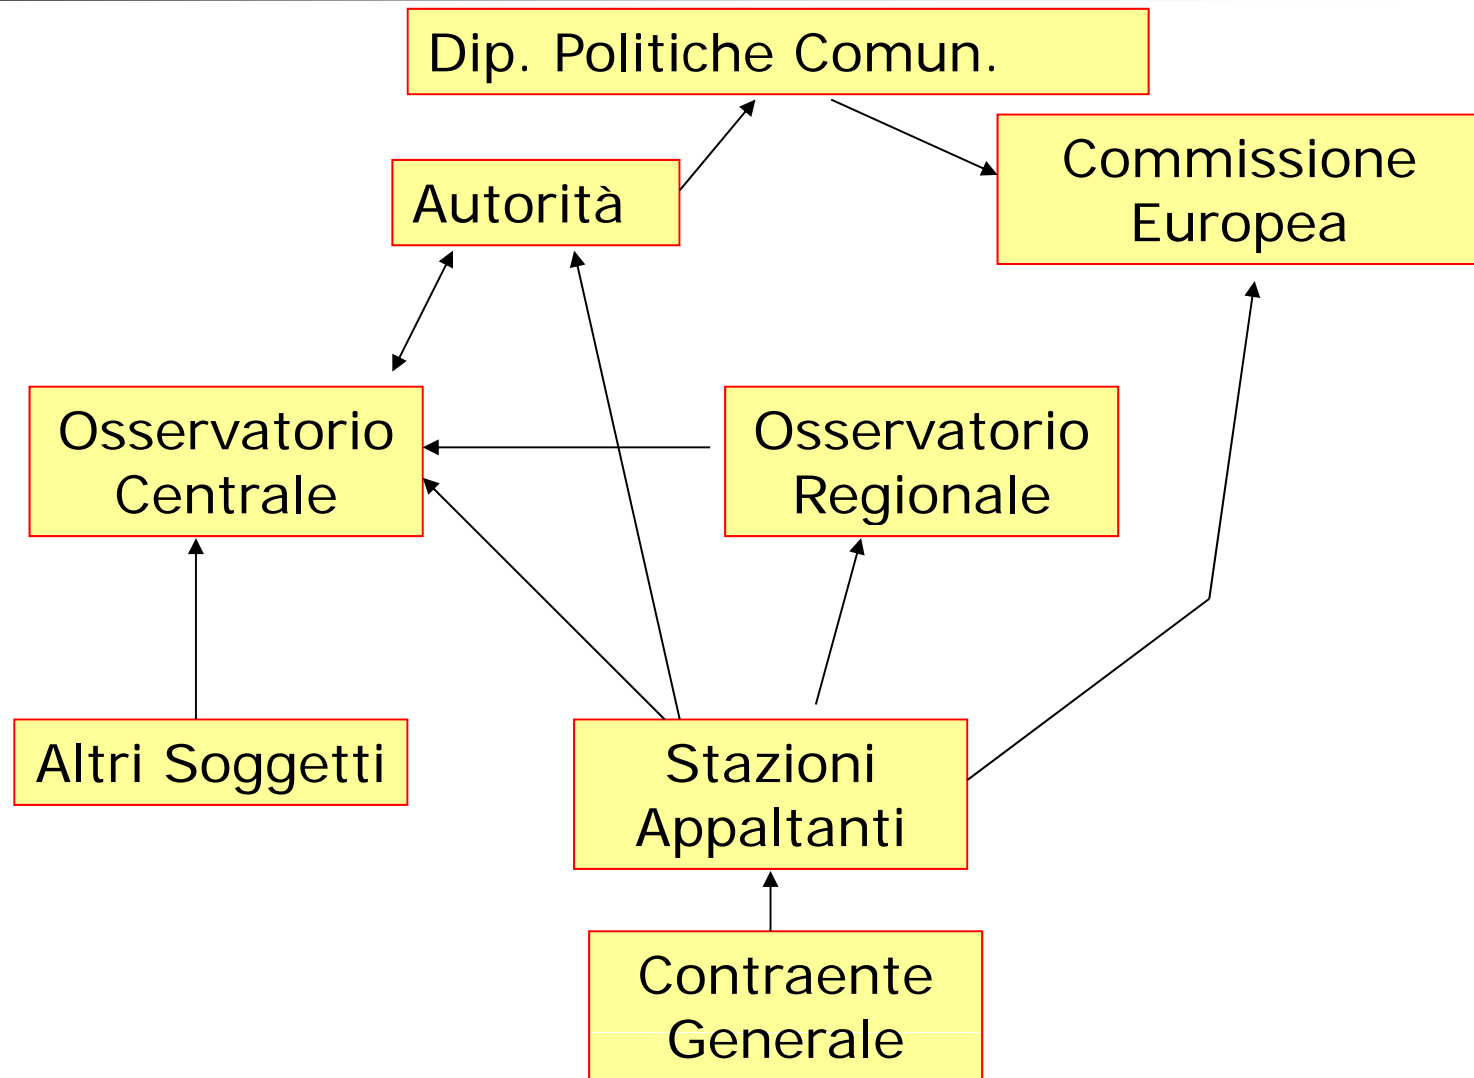 Dip. Politiche Comun.
Commissione
Europea
Autorità
Osservatorio
Centrale
Osservatorio
Regionale
Altri Soggetti
Stazioni
Appaltanti
Contraente
Generale